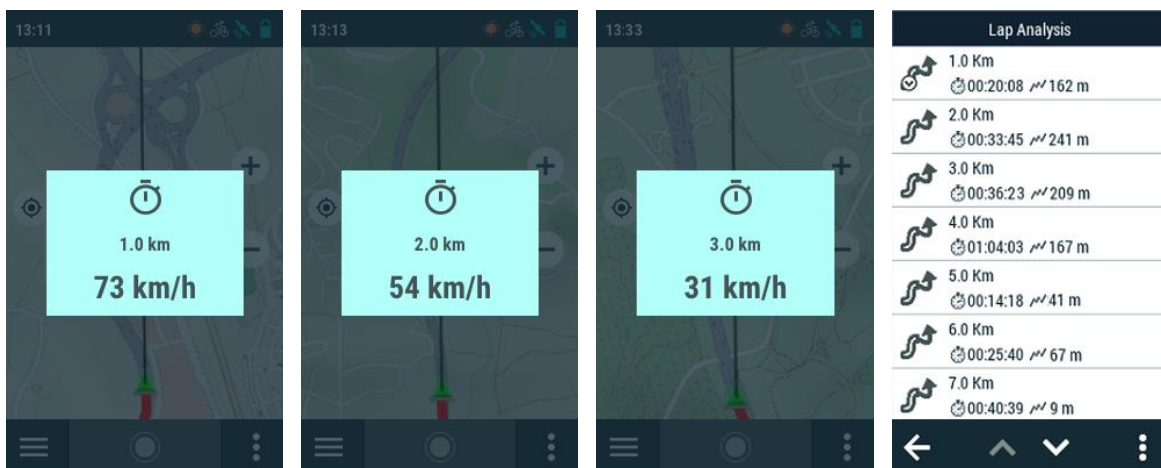 13:11
1.0 km
73 km/h
13:13
2.0 km
54 km/h
13:33
3.0 km
31 km/h
Lap Analysis
1.0 Km
00:20:08 162 m
2.0 Km
00:33:45 241 m
3.0 Km
00:36:23 209 m
4.0 Km
01:04:03 167 m
5.0 Km
00:14:18 41 m
6.0 Km
00:25:40 67 m
7.0 Km
00:40:39 9 m